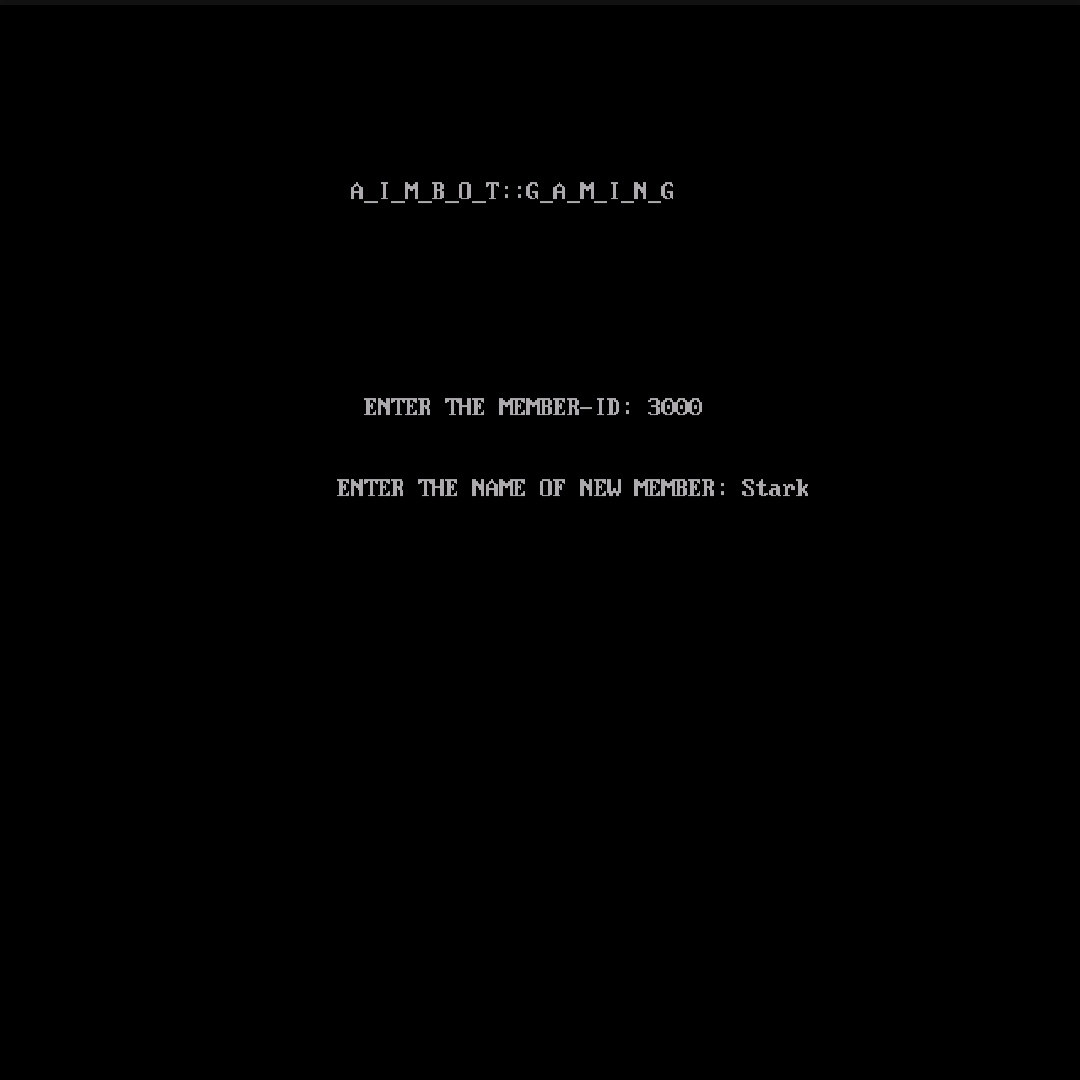 A_I_M_B_O_T::G_A_M_I_N_G
ENTER THE MEMBER-ID: 3000
ENTER THE NAME OF NEW MEMBER: Stark